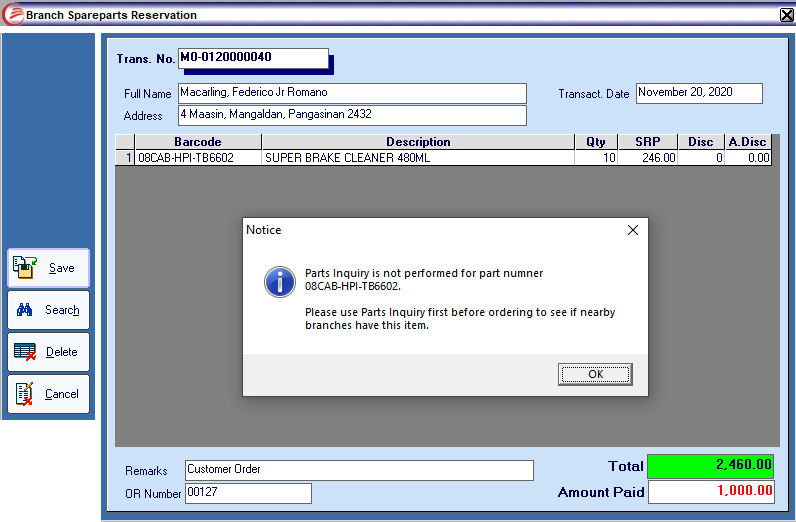 Branch Spareparts Reservation
Trans. No. M0-0120000040
Full Name Macarling, Federico Jr Romano Transact. Date November 20, 2020
Address 4 Maasin, Mangaldan, Pangasinan 2432
Barcode Description Qty SRP Disc A.Disc
1 08CAB-HPI-TB6602 SUPER BRAKE CLEANER 480ML 10 246.00 0 0.00
Notice
Parts Inquiry is not performed for part numner
08CAB-HPI-TB6602.
Please use Parts Inquiry first before ordering to see if nearby
branches have this item.
OK
Save
Search
Delete
Cancel
Remarks Customer Order
OR Number 00127
Total 2,460.00
Amount Paid 1,000.00